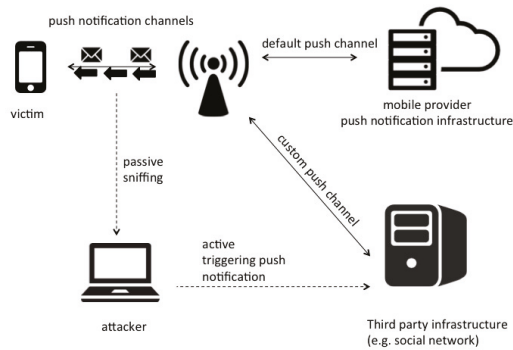 push notification channels
default push channel
victim
mobile provider
push notification infrastructure
custom push channel
passive
sniffing
active
triggering push
notification
attacker
Third party infrastructure
(e.g. social network)